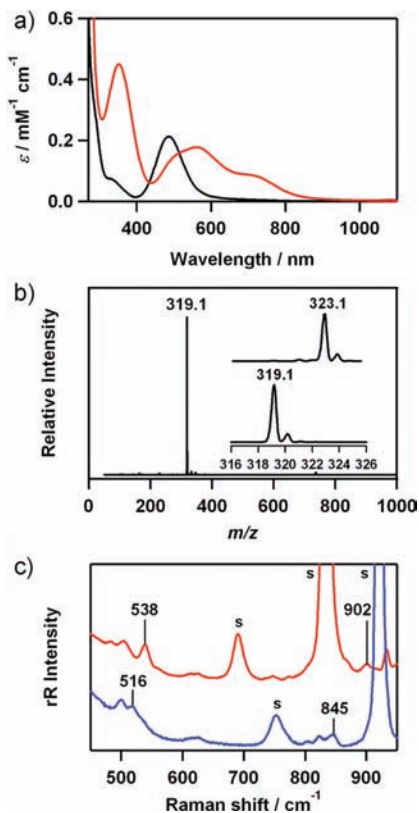 a)
0.6
0.4
0.2
0.0
ε / mM⁻¹ cm⁻¹
400 600 800 1000
Wavelength / nm
b)
319.1
323.1
319.1
316 318 320 322 324 326
Relative Intensity
0 200 400 600 800 1000
m/z
c)
s
s
538
s
902
516
s
845
rR Intensity
500 600 700 800 900
Raman shift / cm⁻¹